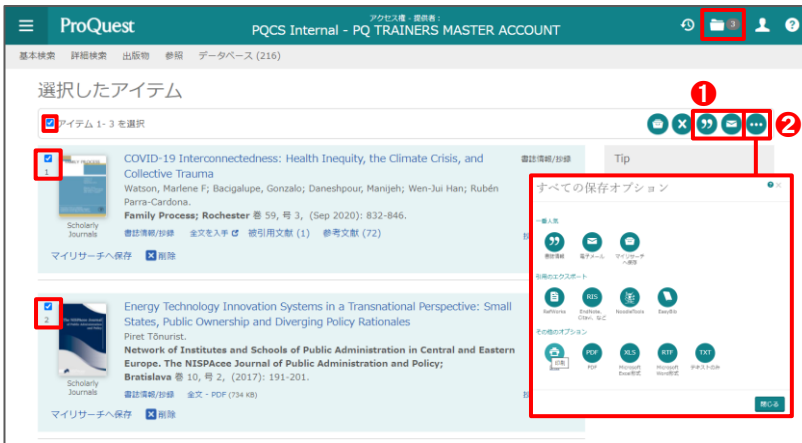 ProQuest
アクセス権 - 提供者:
PQCS Internal - PQ TRAINERS MASTER ACCOUNT
3
基本検索 詳細検索 出版物 参照 データベース (216)
選択したアイテム
アイテム 1- 3 を選択
1
2
1
COVID-19 Interconnectedness: Health Inequity, the Climate Crisis, and
Collective Trauma
書誌情報/抄録
Watson, Marlene F; Bacigalupe, Gonzalo; Daneshpour, Manijeh; Wen-Jui Han; Rubén
Parra-Cardona.
Family Process; Rochester 巻 59, 号 3, (Sep 2020): 832-846.
Scholarly
Journals
書誌情報/抄録 全文を入手 被引用文献 (1) 参考文献 (72)
マイリサーチへ保存 削除
2
Energy Technology Innovation Systems in a Transnational Perspective: Small
States, Public Ownership and Diverging Policy Rationales
Piret Tõnurist.
Network of Institutes and Schools of Public Administration in Central and Eastern
Europe. The NISPAcee Journal of Public Administration and Policy;
Bratislava 巻 10, 号 2, (2017): 191-201.
Scholarly
Journals
書誌情報/抄録 全文 - PDF (734 KB)
マイリサーチへ保存 削除
Tip
すべての保存オプション
一番人気
書誌情報 電子メール マイリサーチ
へ保存
引用のエクスポート
RIS
RefWorks EndNote, Citavi, など NoodleTools EasyBib
その他のオプション
PDF XLS RTF TXT
印刷
PDF Microsoft Excel形式 Microsoft Word形式 テキストのみ
閉じる